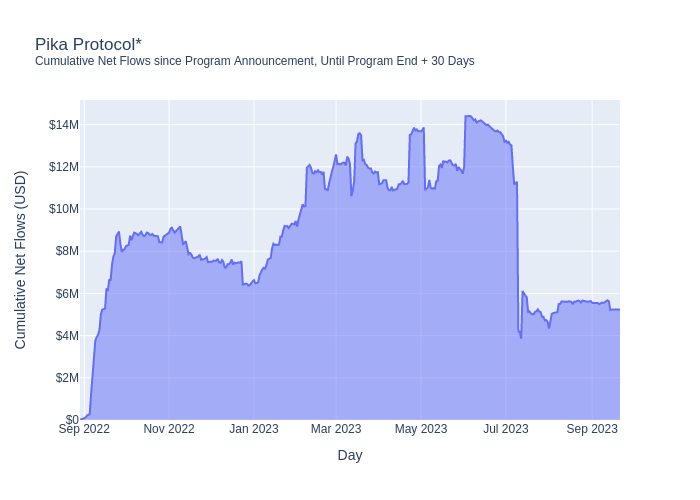 Pika Protocol*
Cumulative Net Flows since Program Announcement, Until Program End + 30 Days
Cumulative Net Flows (USD)
$14M
$12M
$10M
$8M
$6M
$4M
$2M
$0
Sep 2022 Nov 2022 Jan 2023 Mar 2023 May 2023 Jul 2023 Sep 2023
Day